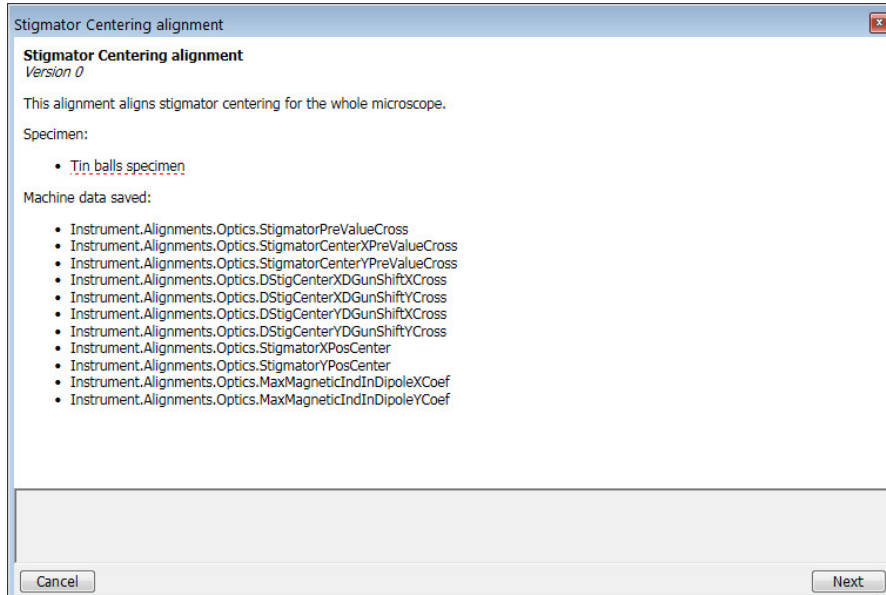 Stigmator Centering alignment
Stigmator Centering alignment
Version 0
This alignment aligns stigmator centering for the whole microscope.
Specimen:
• Tin balls specimen
Machine data saved:
• Instrument.Alignments.Optics.StigmatorPreValueCross
• Instrument.Alignments.Optics.StigmatorCenterXPreValueCross
• Instrument.Alignments.Optics.StigmatorCenterYPreValueCross
• Instrument.Alignments.Optics.DStigCenterXDGunShiftXCross
• Instrument.Alignments.Optics.DStigCenterXDGunShiftYCross
• Instrument.Alignments.Optics.DStigCenterYDGunShiftXCross
• Instrument.Alignments.Optics.DStigCenterYDGunShiftYCross
• Instrument.Alignments.Optics.StigmatorXPosCenter
• Instrument.Alignments.Optics.StigmatorYPosCenter
• Instrument.Alignments.Optics.MaxMagneticIndInDipoleXCoef
• Instrument.Alignments.Optics.MaxMagneticIndInDipoleYCoef
Cancel
Next